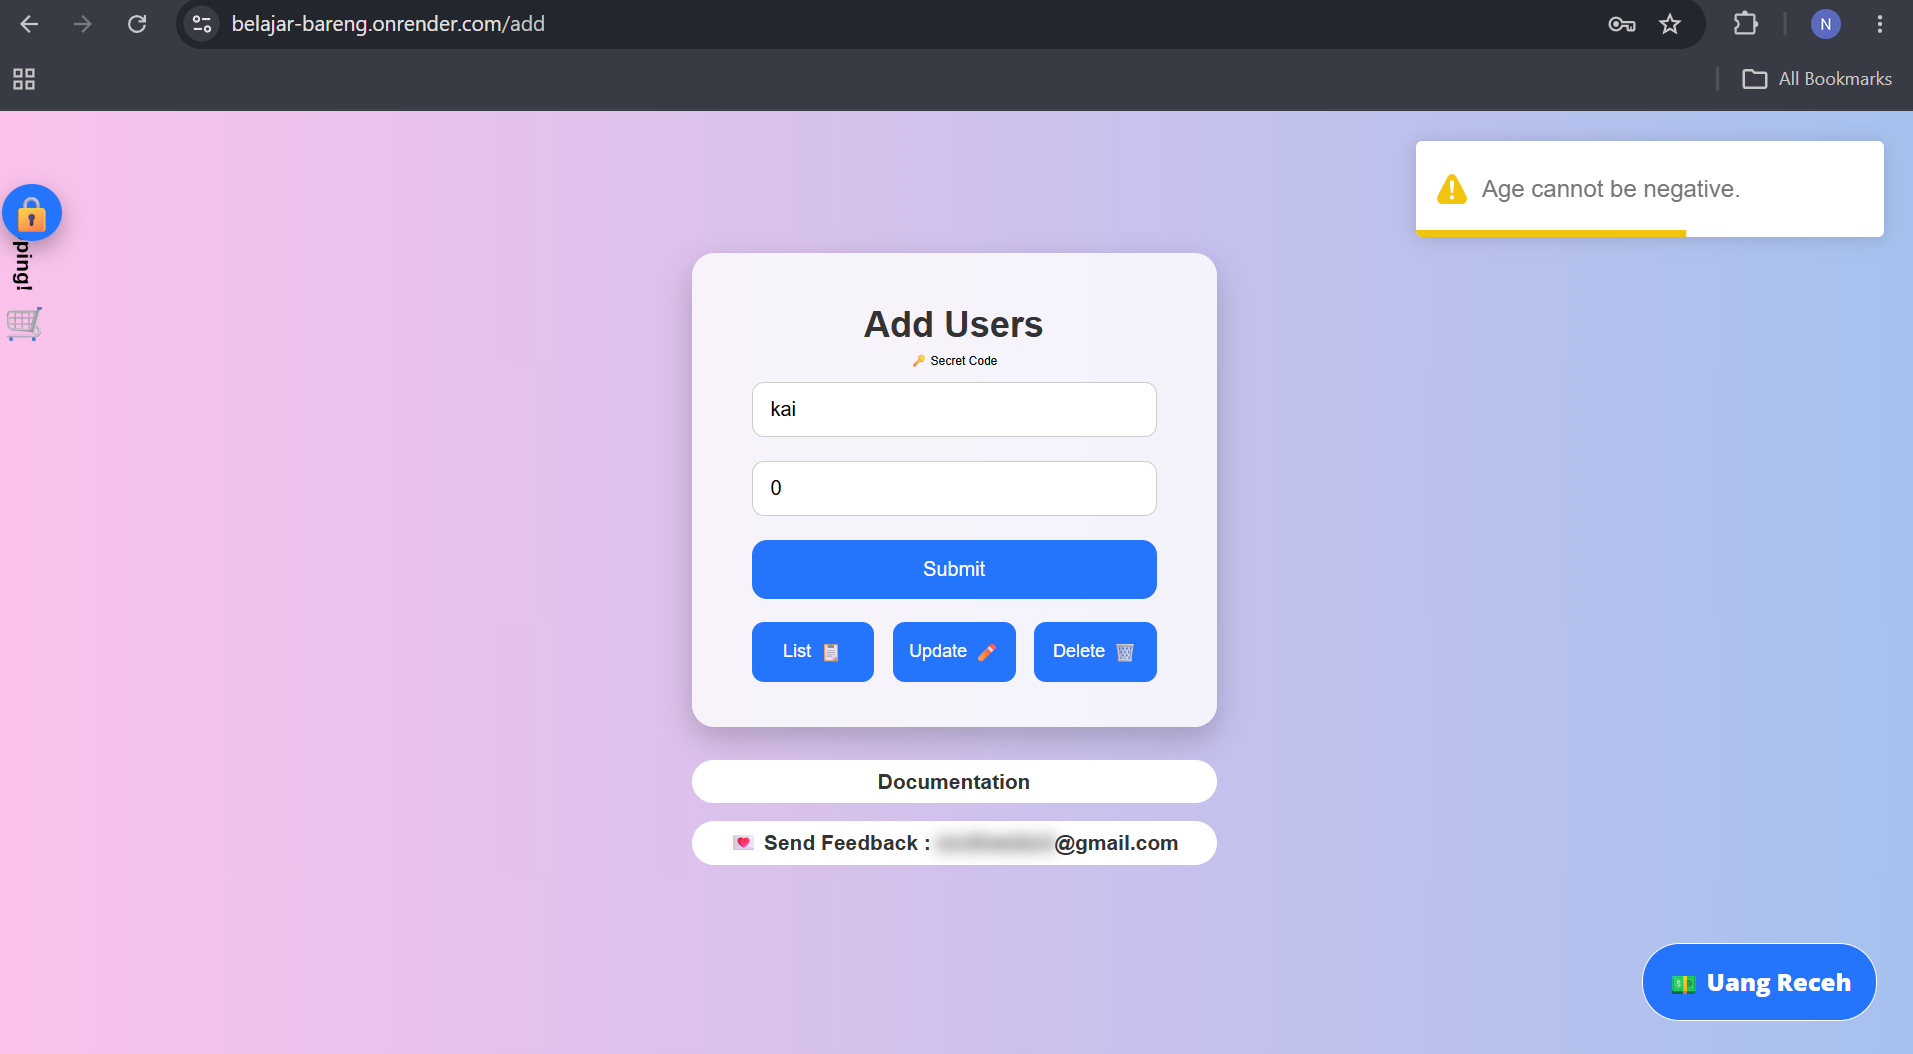 belajar-bareng.onrender.com/add
N
All Bookmarks
Age cannot be negative.
ping!
Add Users
Secret Code
kai
0
Submit
List
Update
Delete
Documentation
Send Feedback : @gmail.com
Uang Receh